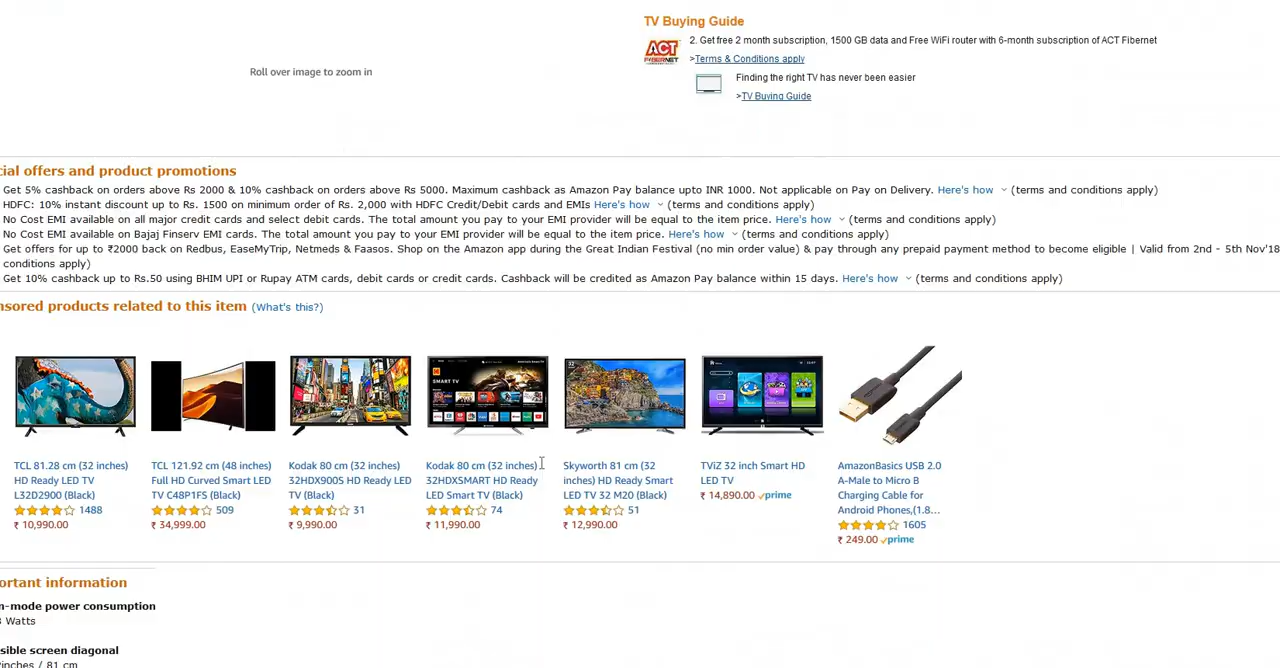 TV Buying Guide
ACT FIBERNET
2. Get free 2 month subscription, 1500 GB data and Free WiFi router with 6-month subscription of ACT Fibernet
>Terms & Conditions apply
Roll over image to zoom in
Finding the right TV has never been easier
>TV Buying Guide
cial offers and product promotions
Get 5% cashback on orders above Rs 2000 & 10% cashback on orders above Rs 5000. Maximum cashback as Amazon Pay balance upto INR 1000. Not applicable on Pay on Delivery. Here's how (terms and conditions apply)
HDFC: 10% instant discount up to Rs. 1500 on minimum order of Rs. 2,000 with HDFC Credit/Debit cards and EMIs Here's how (terms and conditions apply)
No Cost EMI available on all major credit cards and select debit cards. The total amount you pay to your EMI provider will be equal to the item price. Here's how (terms and conditions apply)
No Cost EMI available on Bajaj Finserv EMI cards. The total amount you pay to your EMI provider will be equal to the item price. Here's how (terms and conditions apply)
Get offers for up to ₹2000 back on Redbus, EaseMyTrip, Netmeds & Faasos. Shop on the Amazon app during the Great Indian Festival (no min order value) & pay through any prepaid payment method to become eligible | Valid from 2nd - 5th Nov'18
conditions apply)
Get 10% cashback up to Rs.50 using BHIM UPI or Rupay ATM cards, debit cards or credit cards. Cashback will be credited as Amazon Pay balance within 15 days. Here's how (terms and conditions apply)
nsored products related to this item (What's this?)
SMART TV
32
TCL 81.28 cm (32 inches)
HD Ready LED TV
L32D2900 (Black)
1488
₹ 10,990.00
TCL 121.92 cm (48 inches)
Full HD Curved Smart LED
TV C48P1FS (Black)
509
₹ 34,999.00
Kodak 80 cm (32 inches)
32HDX900S HD Ready LED
TV (Black)
31
₹ 9,990.00
Kodak 80 cm (32 inches)
32HDXSMART HD Ready
LED Smart TV (Black)
74
₹ 11,990.00
Skyworth 81 cm (32
inches) HD Ready Smart
LED TV 32 M20 (Black)
51
₹ 12,990.00
TViZ 32 inch Smart HD
LED TV
₹ 14,890.00 prime
AmazonBasics USB 2.0
A-Male to Micro B
Charging Cable for
Android Phones,(1.8...
1605
₹ 249.00 prime
ortant information
n-mode power consumption
Watts
sible screen diagonal
inches / 81 cm